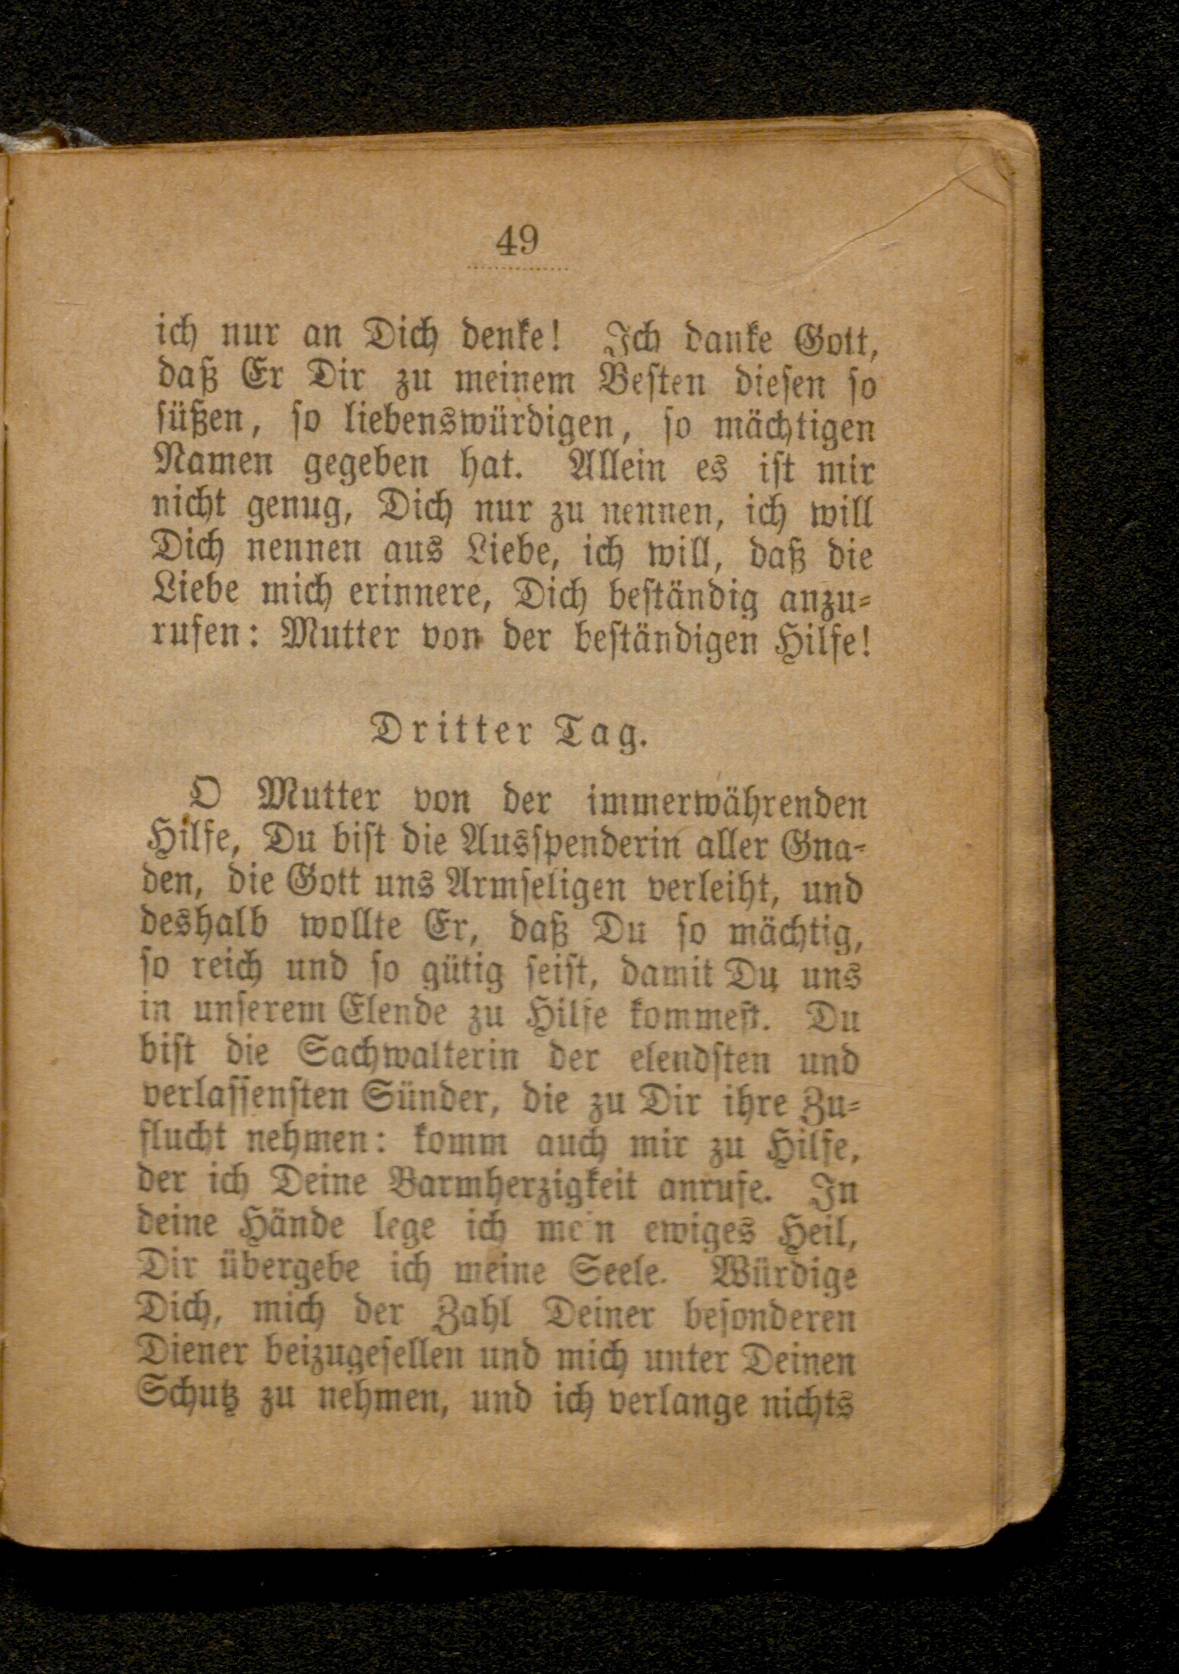 49
ich nur an Dich denke! Ich danke Gott,
daß Er Dir zu meinem Besten diesen so
süßen, so liebenswürdigen, so mächtigen
Namen gegeben hat. Allein es ist mir
nicht genug, Dich nur zu nennen, ich will
Dich nennen aus Liebe, ich will, daß die
Liebe mich erinnere, Dich beständig anzu-
rufen: Mutter von der beständigen Hilfe!
Dritter Tag.
O Mutter von der immerwährenden
Hilfe, Du bist die Ausspenderin aller Gna-
den, die Gott uns Armseligen verleiht, und
deshalb wollte Er, daß Du so mächtig,
so reich und so gütig seist, damit Du uns
in unserem Elende zu Hilfe kommest. Du
bist die Sachwalterin der elendsten und
verlassensten Sünder, die zu Dir ihre Zu-
flucht nehmen: komm auch mir zu Hilfe,
der ich Deine Barmherzigkeit anrufe. In
deine Hände lege ich mein ewiges Heil,
Dir übergebe ich meine Seele. Würdige
Dich, mich der Zahl Deiner besonderen
Diener beizugesellen und mich unter Deinen
Schutz zu nehmen, und ich verlange nichts